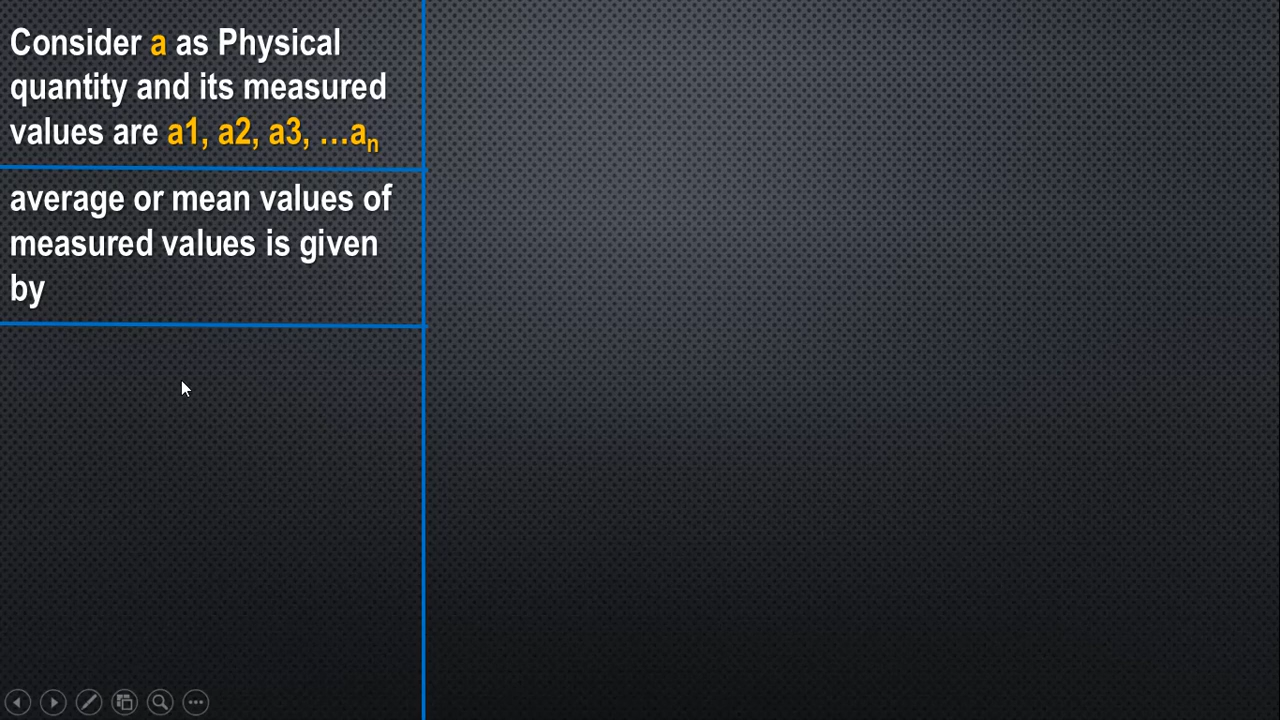 Consider a as Physical
quantity and its measured
values are a1, a2, a3, …aₙ
average or mean values of
measured values is given
by